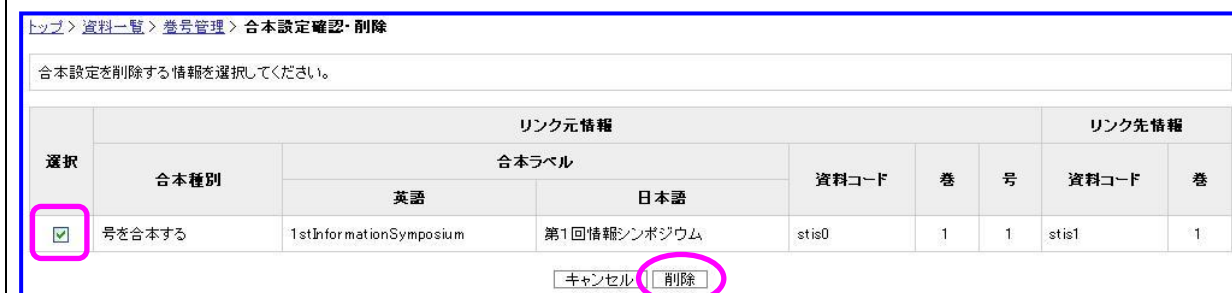 トップ > 資料一覧 > 巻号管理 > 合本設定確認・削除
合本設定を削除する情報を選択してください。
選択 リンク元情報 リンク先情報
合本種別 合本ラベル 資料コード 巻 号 資料コード 巻
英語 日本語
号を合本する 1stInformationSymposium 第1回情報シンポジウム stis0 1 1 stis1 1
キャンセル 削除